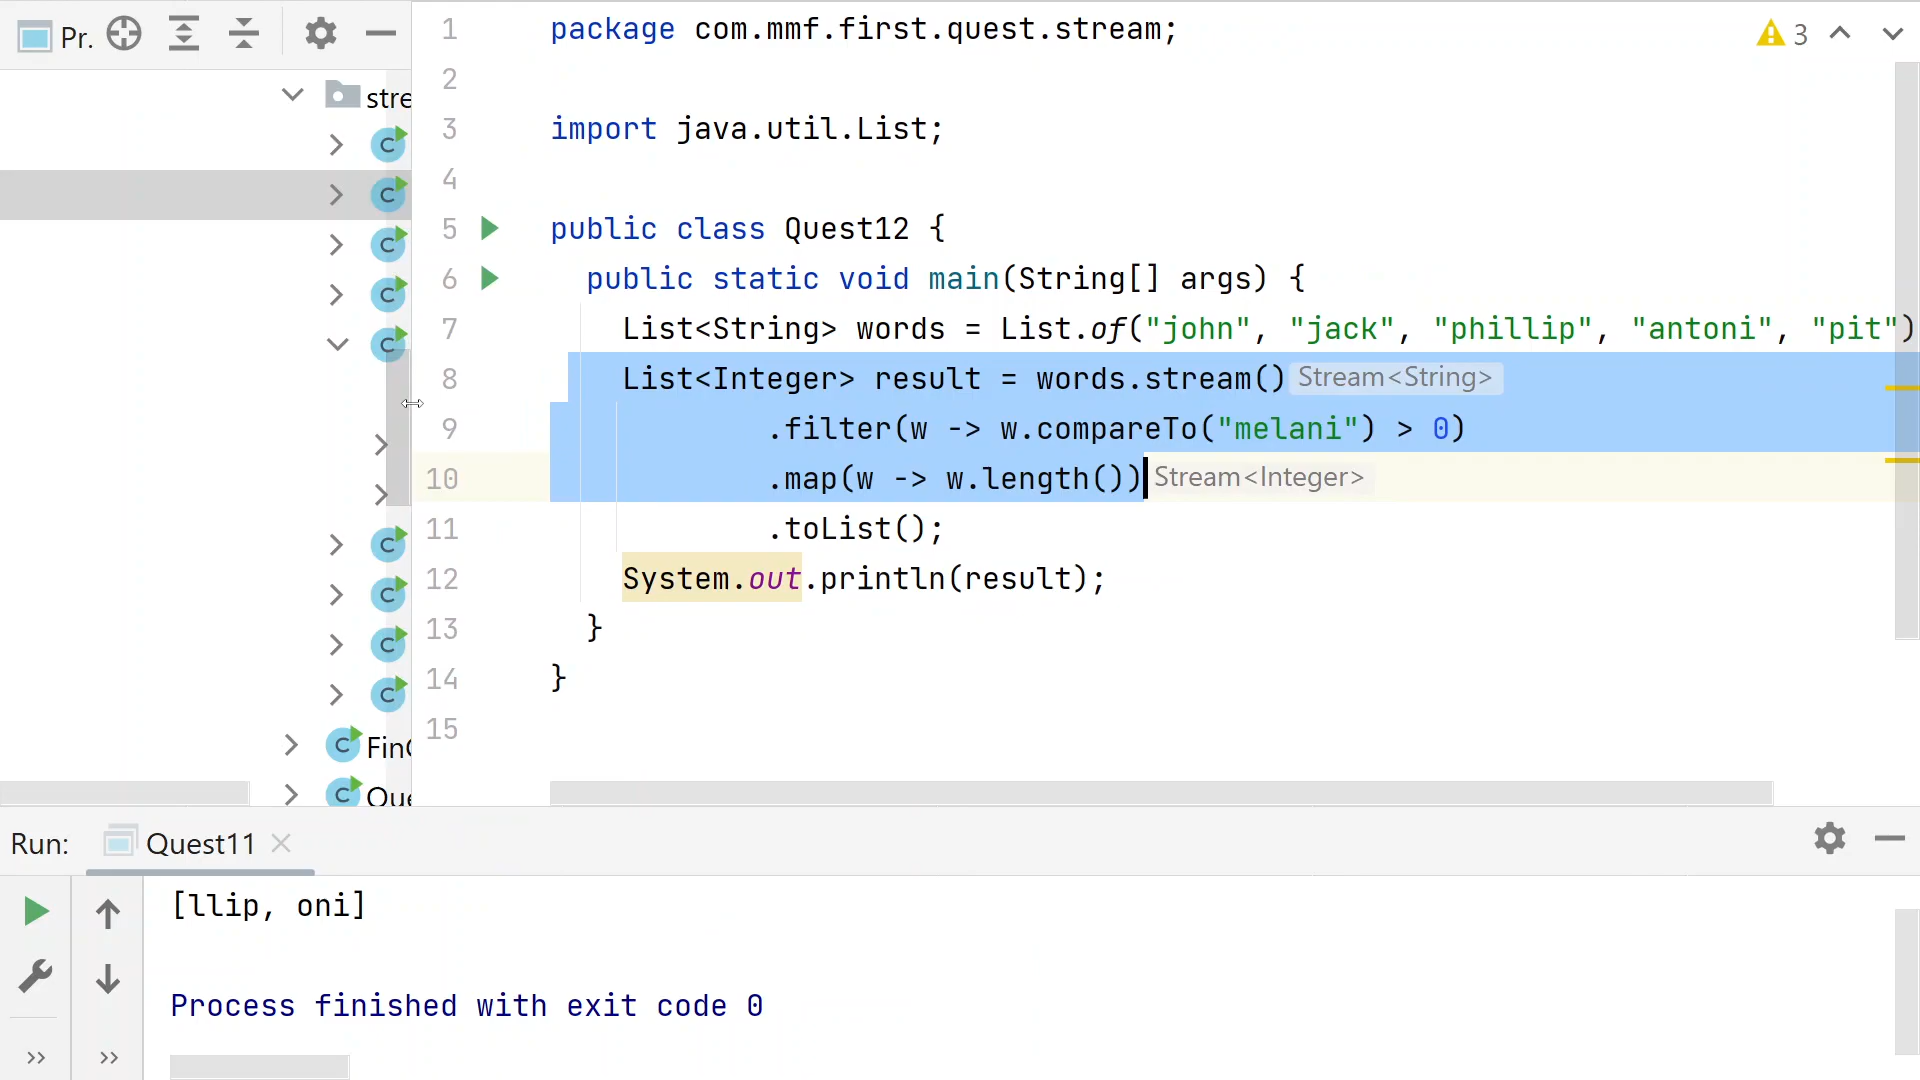 Pr.
stre
FinC
Que
1 package com.mmf.first.quest.stream;
2
3 import java.util.List;
4
5 public class Quest12 {
6 public static void main(String[] args) {
7 List<String> words = List.of("john", "jack", "phillip", "antoni", "pit")
8 List<Integer> result = words.stream() Stream<String>
9 .filter(w -> w.compareTo("melani") > 0)
10 .map(w -> w.length()) Stream<Integer>
11 .toList();
12 System.out.println(result);
13 }
14 }
15
3
Run: Quest11
[llip, oni]
Process finished with exit code 0